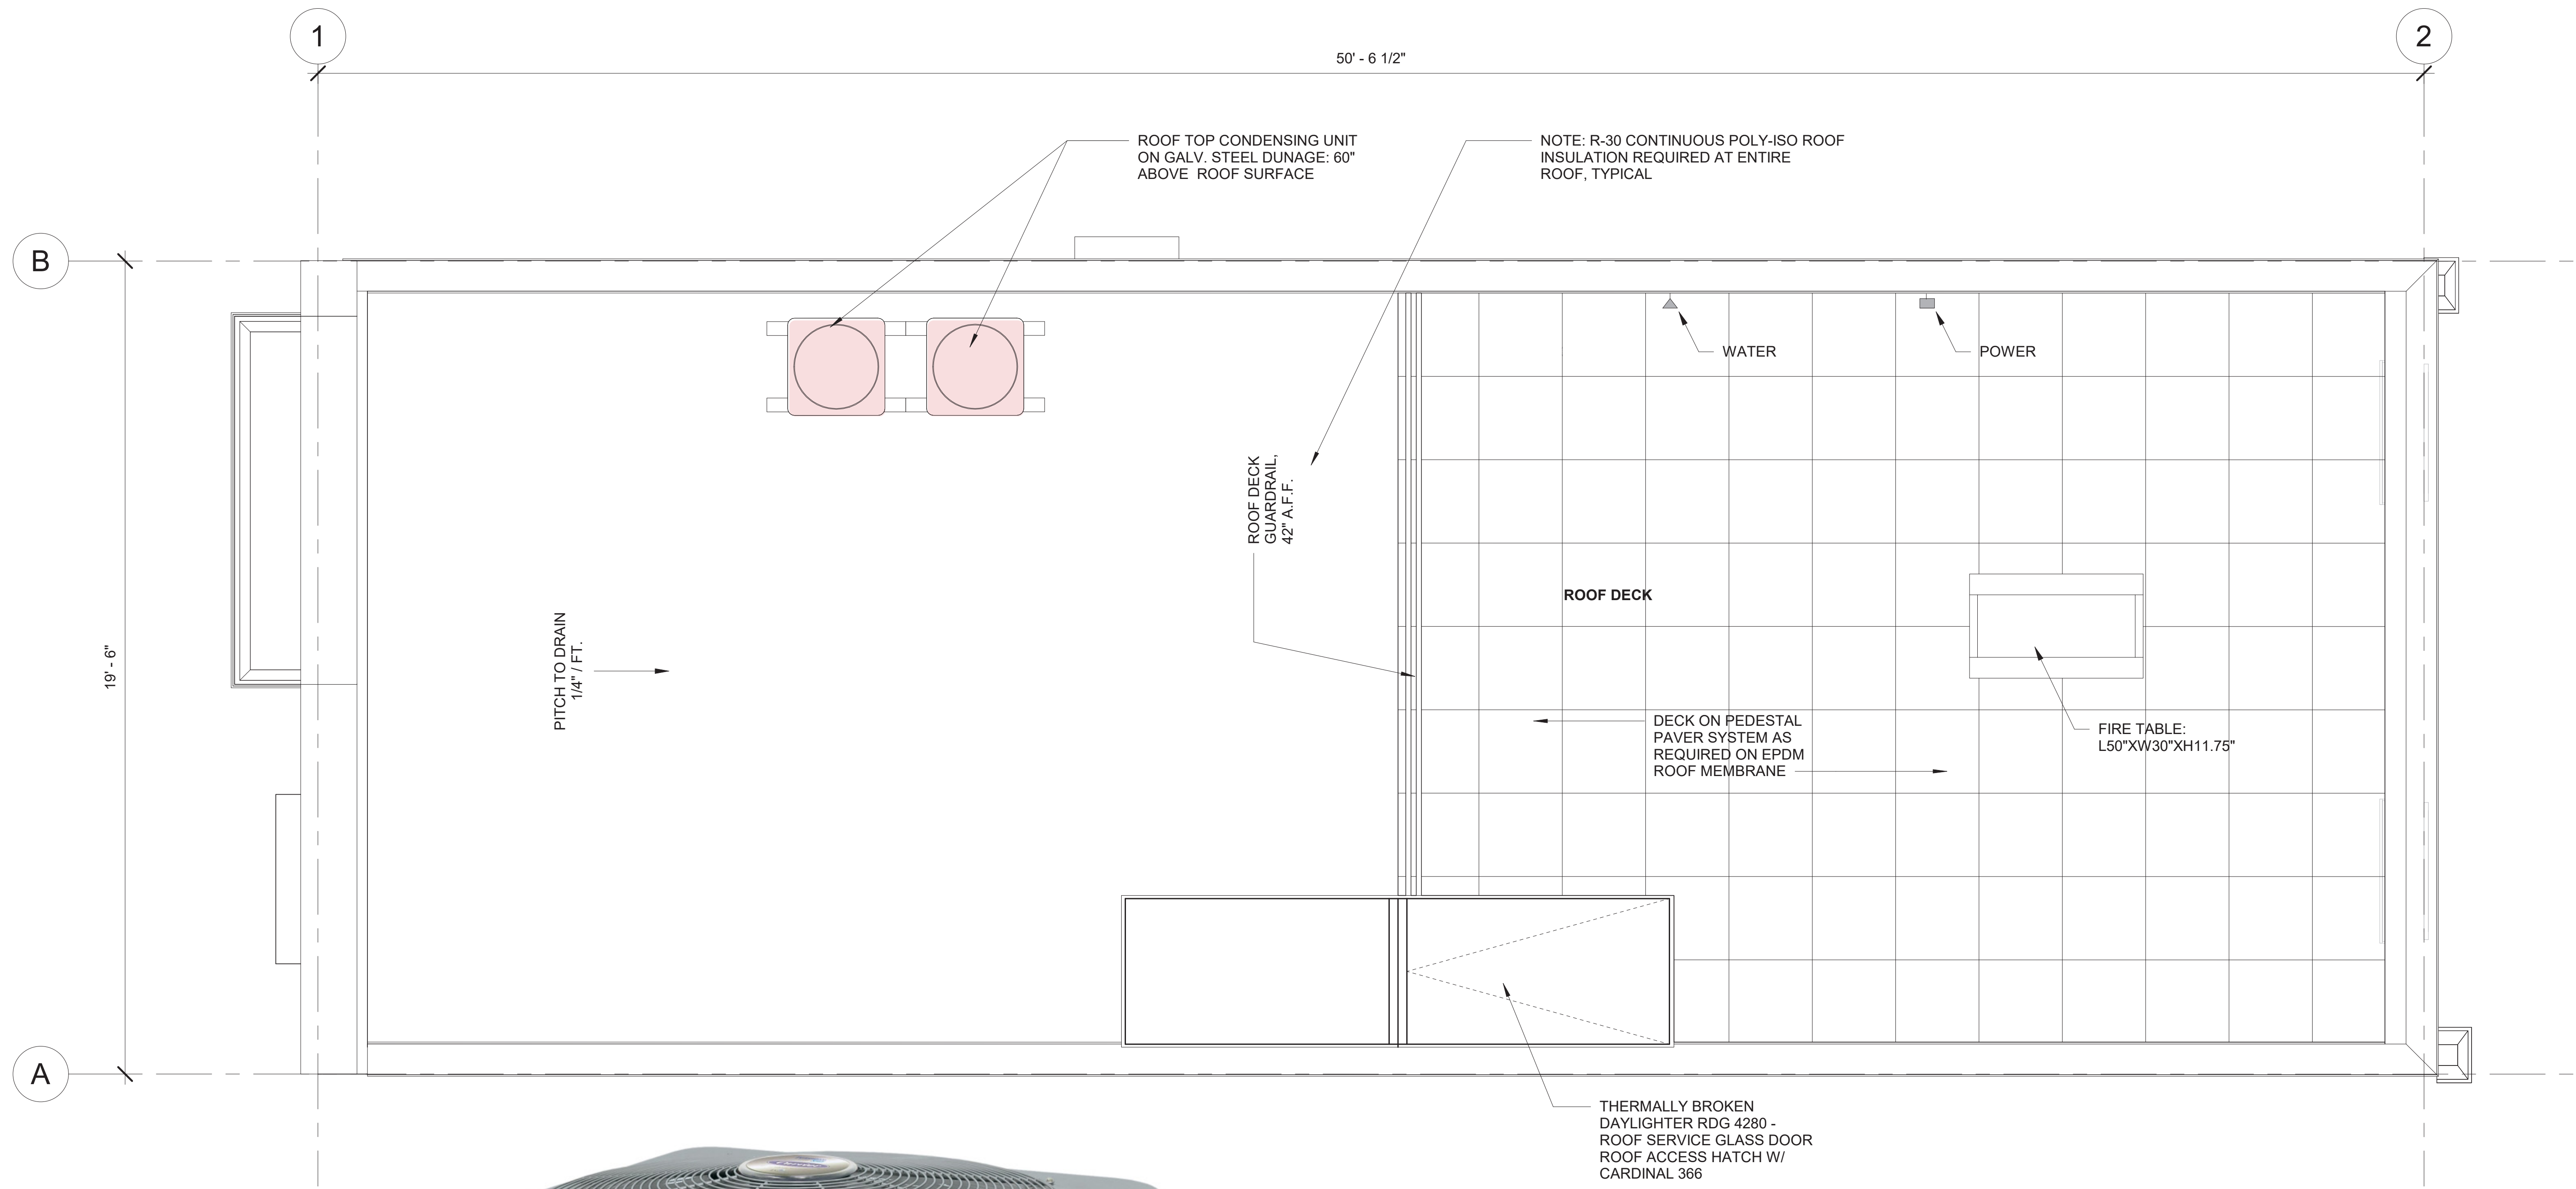 1
2
50' - 6 1/2"
ROOF TOP CONDENSING UNIT
ON GALV. STEEL DUNAGE: 60"
ABOVE ROOF SURFACE
NOTE: R-30 CONTINUOUS POLY-ISO ROOF
INSULATION REQUIRED AT ENTIRE
ROOF, TYPICAL
B
WATER
POWER
ROOF DECK
GUARDRAIL,
42" A.F.F.
ROOF DECK
PITCH TO DRAIN
1/4" / FT.
19' - 6"
DECK ON PEDESTAL
PAVER SYSTEM AS
REQUIRED ON EPDM
ROOF MEMBRANE
FIRE TABLE:
L50"XW30"XH11.75"
A
THERMALLY BROKEN
DAYLIGHTER RDG 4280 -
ROOF SERVICE GLASS DOOR
ROOF ACCESS HATCH W/
CARDINAL 366